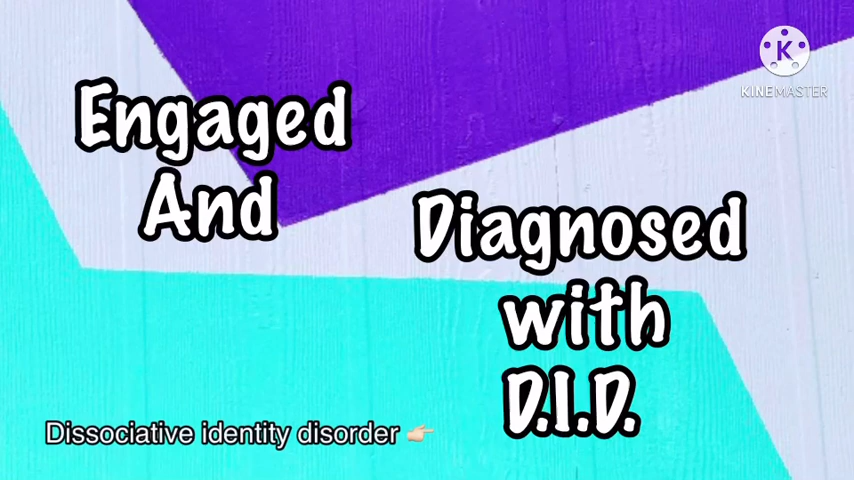 KINEMASTER
Engaged
And
Diagnosed
with
D.I.D.
Dissociative identity disorder 👉🏻